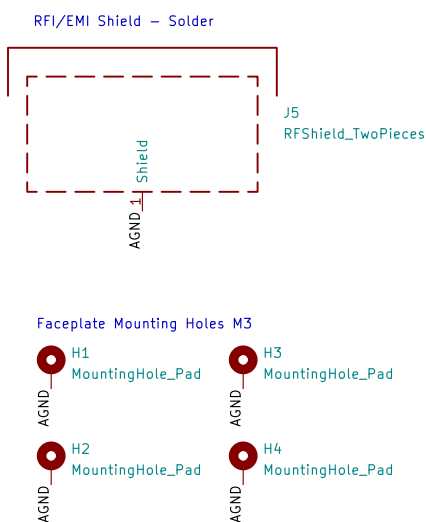 RFI/EMI Shield – Solder
J5
RFShield_TwoPieces
Shield
1
AGND
Faceplate Mounting Holes M3
H1
MountingHole_Pad
AGND
H3
MountingHole_Pad
AGND
H2
MountingHole_Pad
AGND
H4
MountingHole_Pad
AGND